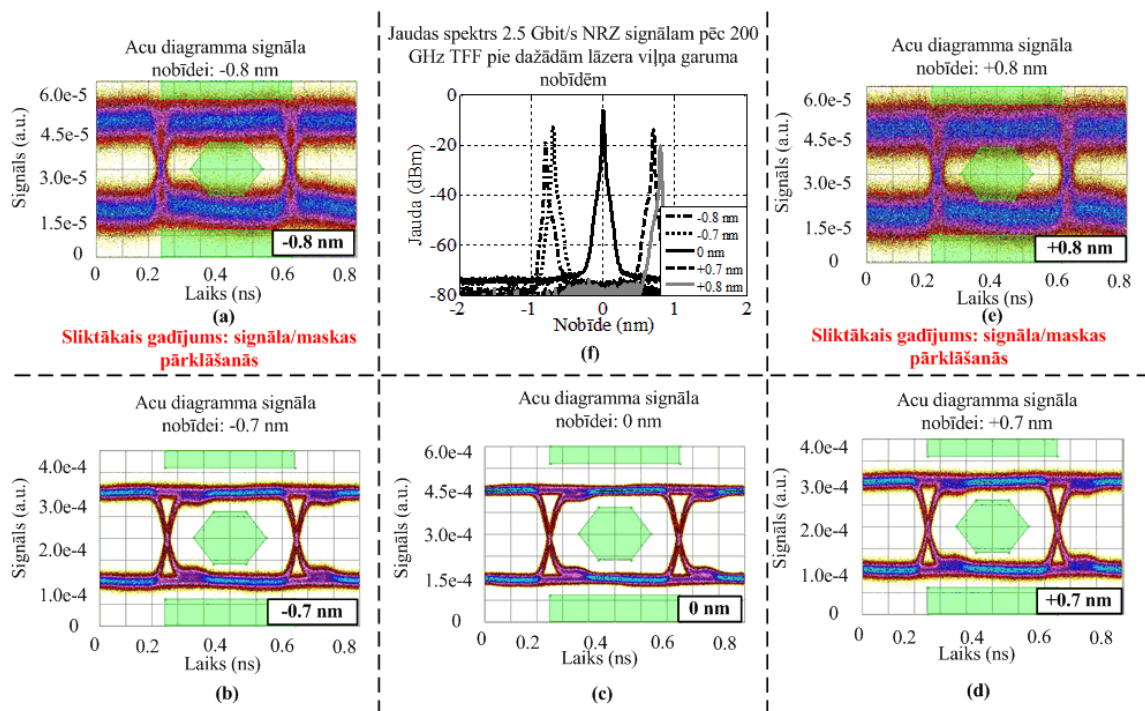 Acu diagramma signāla
nobīdei: -0.8 nm
Signāls (a.u.)
6.0e-5
4.5e-5
3.0e-5
1.5e-5
0
-0.8 nm
0 0.2 0.4 0.6 0.8
Laiks (ns)
(a)
Sliktākais gadījums: signāla/maskas
pārklāšanās
Jaudas spektrs 2.5 Gbit/s NRZ signālam pēc 200
GHz TFF pie dažādām lāzera viļņa garuma
nobīdēm
Jauda (dBm)
0
-20
-40
-60
-80
-0.8 nm
-0.7 nm
0 nm
+0.7 nm
+0.8 nm
-2 -1 0 1 2
Nobīde (nm)
(f)
Acu diagramma signāla
nobīdei: +0.8 nm
Signāls (a.u.)
6.0e-5
4.5e-5
3.0e-5
1.5e-5
0
+0.8 nm
0 0.2 0.4 0.6 0.8
Laiks (ns)
(e)
Sliktākais gadījums: signāla/maskas
pārklāšanās
Acu diagramma signāla
nobīdei: -0.7 nm
Signāls (a.u.)
4.0e-4
3.0e-4
2.0e-4
1.0e-4
0
-0.7 nm
0 0.2 0.4 0.6 0.8
Laiks (ns)
(b)
Acu diagramma signāla
nobīdei: 0 nm
Signāls (a.u.)
6.0e-4
4.5e-4
3.0e-4
1.5e-4
0
0 nm
0 0.2 0.4 0.6 0.8
Laiks (ns)
(c)
Acu diagramma signāla
nobīdei: +0.7 nm
Signāls (a.u.)
4.0e-4
3.0e-4
2.0e-4
1.0e-4
0
+0.7 nm
0 0.2 0.4 0.6 0.8
Laiks (ns)
(d)